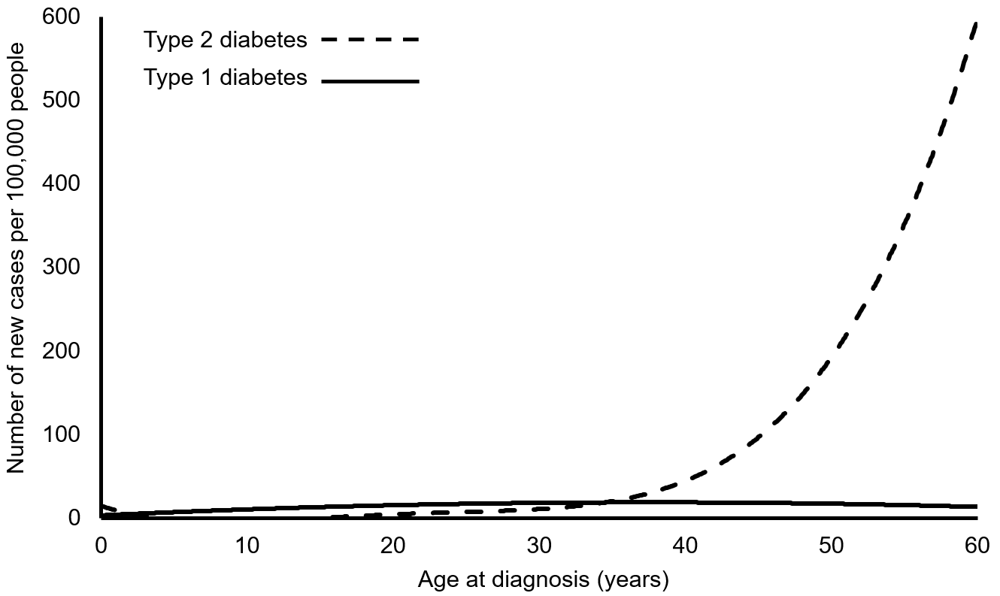 Number of new cases per 100,000 people
600
500
400
300
200
100
0
Type 2 diabetes
Type 1 diabetes
0 10 20 30 40 50 60
Age at diagnosis (years)